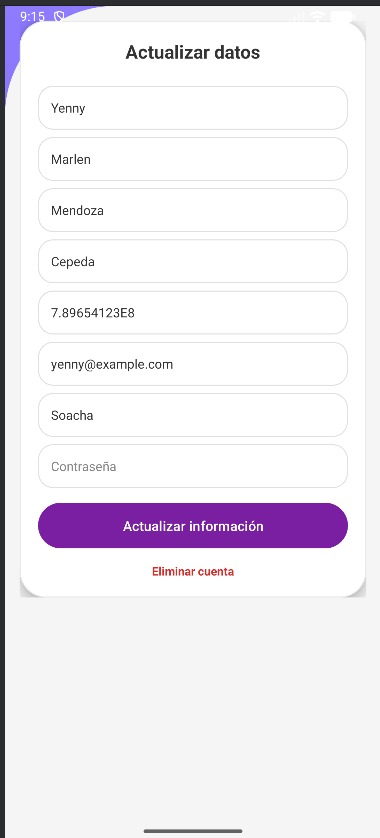 9:15
Actualizar datos
Yenny
Marlen
Mendoza
Cepeda
7.89654123E8
yenny@example.com
Soacha
Contraseña
Actualizar información
Eliminar cuenta